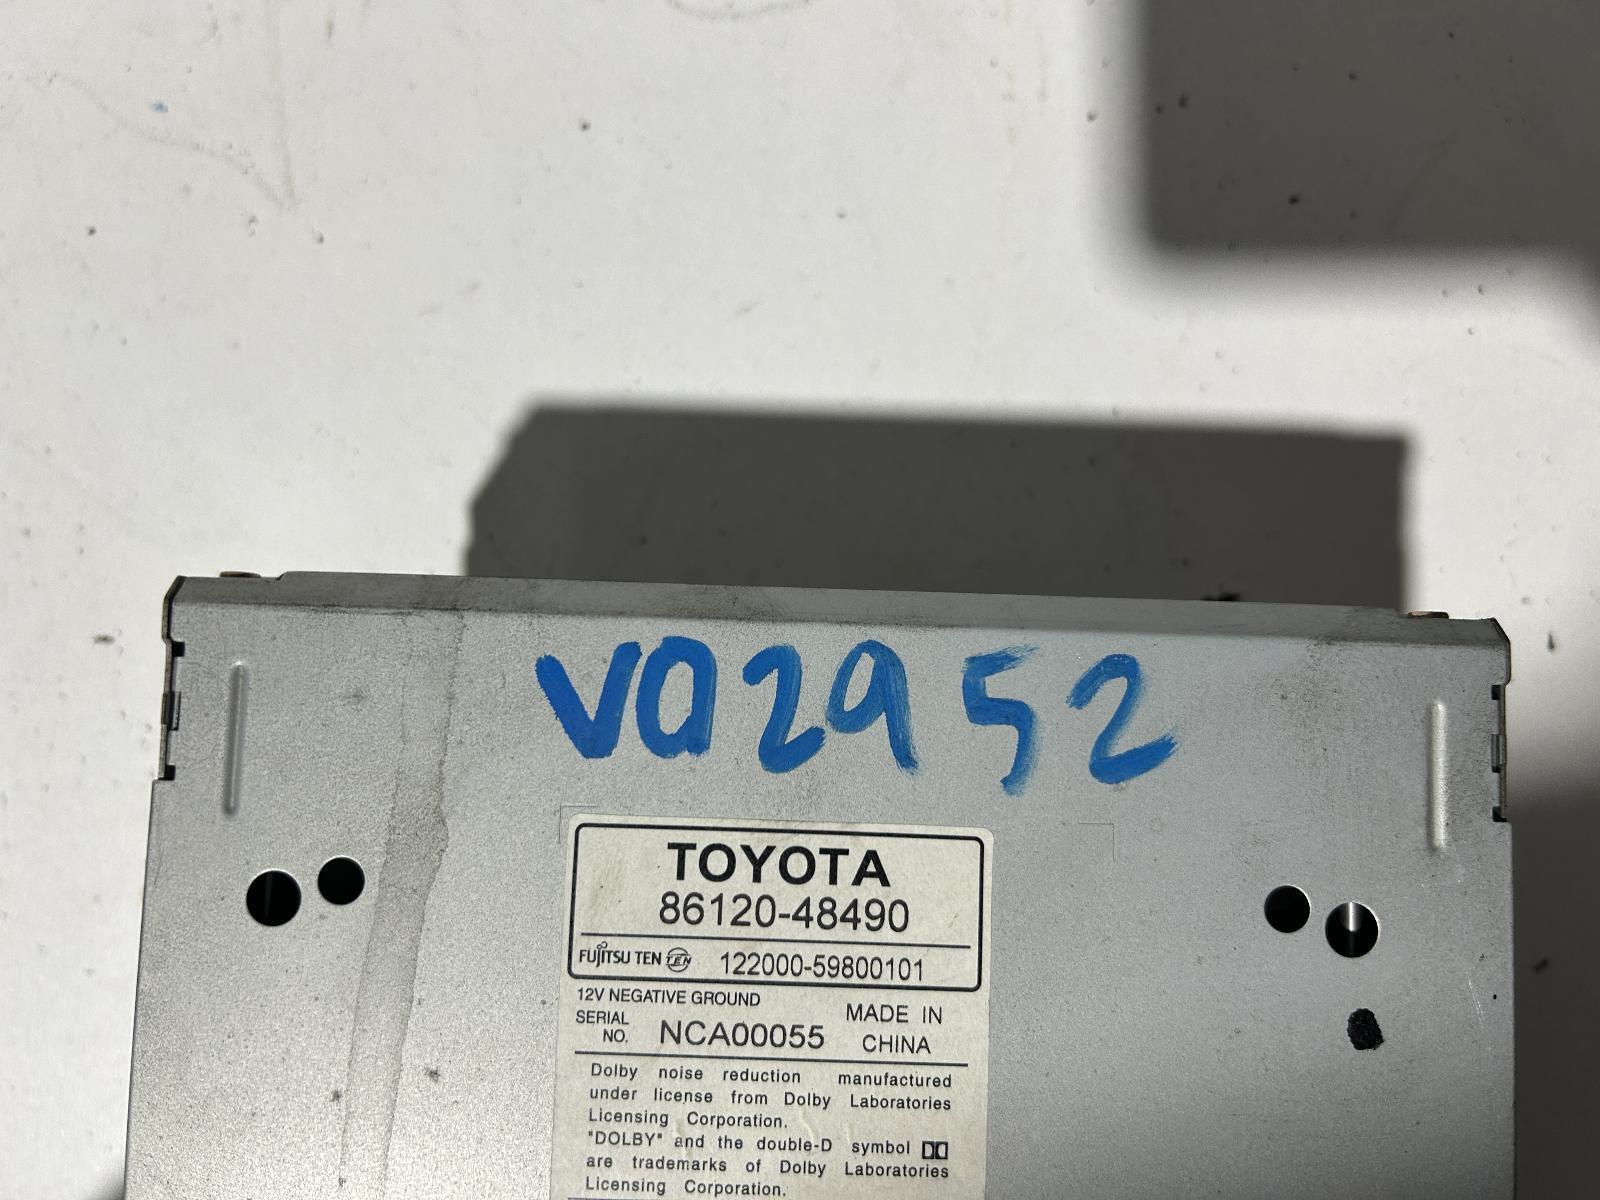 VQ2952
TOYOTA
86120-48490
FUJITSU TEN TEN 122000-59800101
12V NEGATIVE GROUND
SERIAL NO. NCA00055 MADE IN CHINA
Dolby noise reduction manufactured
under license from Dolby Laboratories
Licensing Corporation.
"DOLBY" and the double-D symbol
are trademarks of Dolby Laboratories
Licensing Corporation.